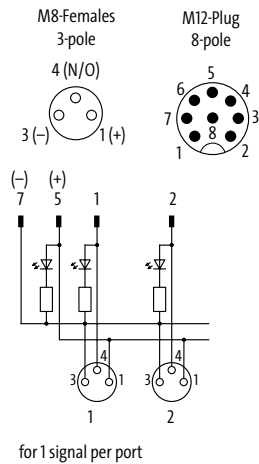 M8-Females M12-Plug
3-pole 8-pole
4 (N/O)
3 (–) 1 (+)
5
6 4
7 8 3
1 2
(–) (+)
7 5 1 2
4 4
3 1 3 1
1 2
for 1 signal per port